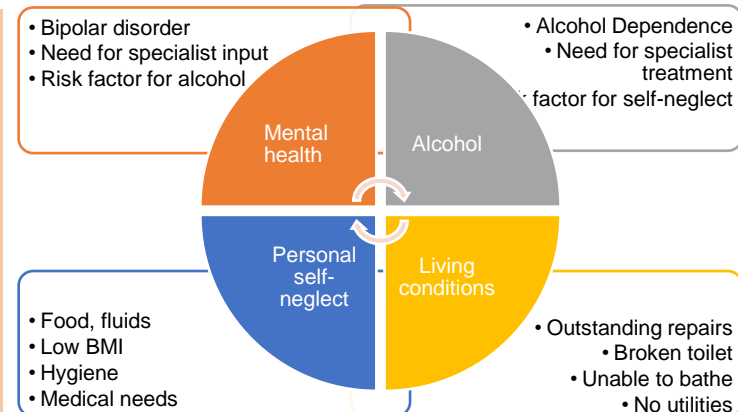 • Bipolar disorder
• Need for specialist input
• Risk factor for alcohol
• Alcohol Dependence
• Need for specialist
treatment
factor for self-neglect
Mental
health
Alcohol
Personal
self-
neglect
Living
conditions
• Food, fluids
• Low BMI
• Hygiene
• Medical needs
• Outstanding repairs
• Broken toilet
• Unable to bathe
• No utilities